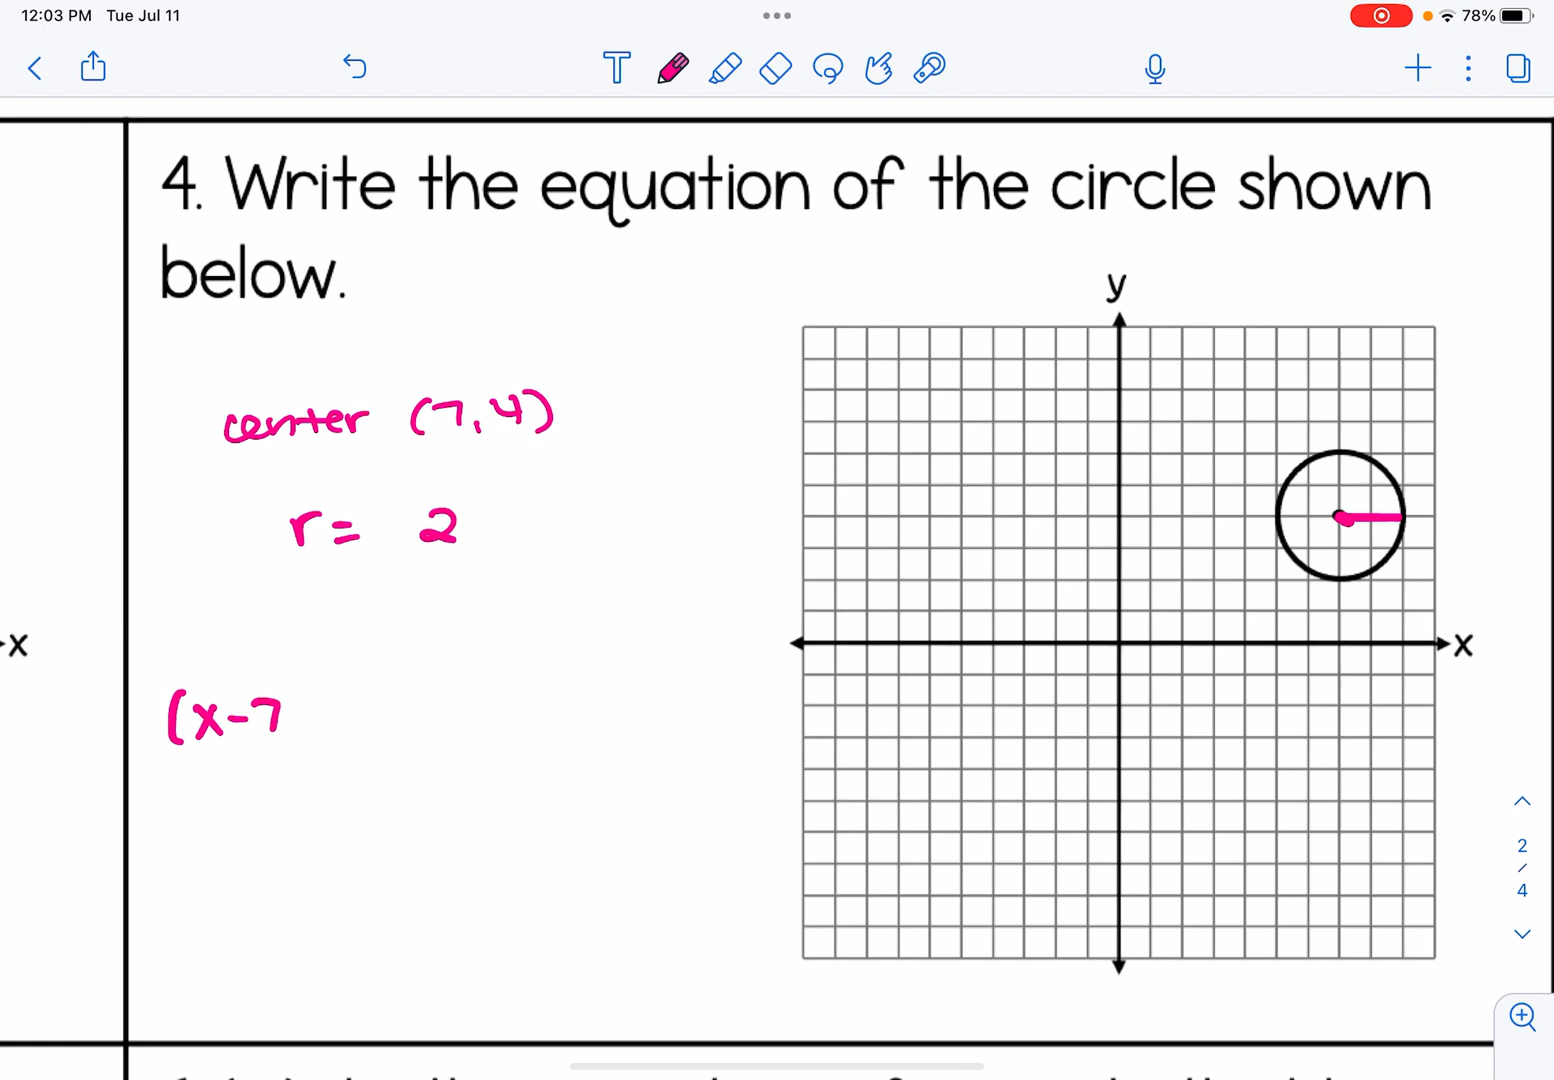 12:03 PM Tue Jul 11
78%
T
4. Write the equation of the circle shown
below.
y
center (7,4)
r= 2
x
x
(x-7
2
/
4